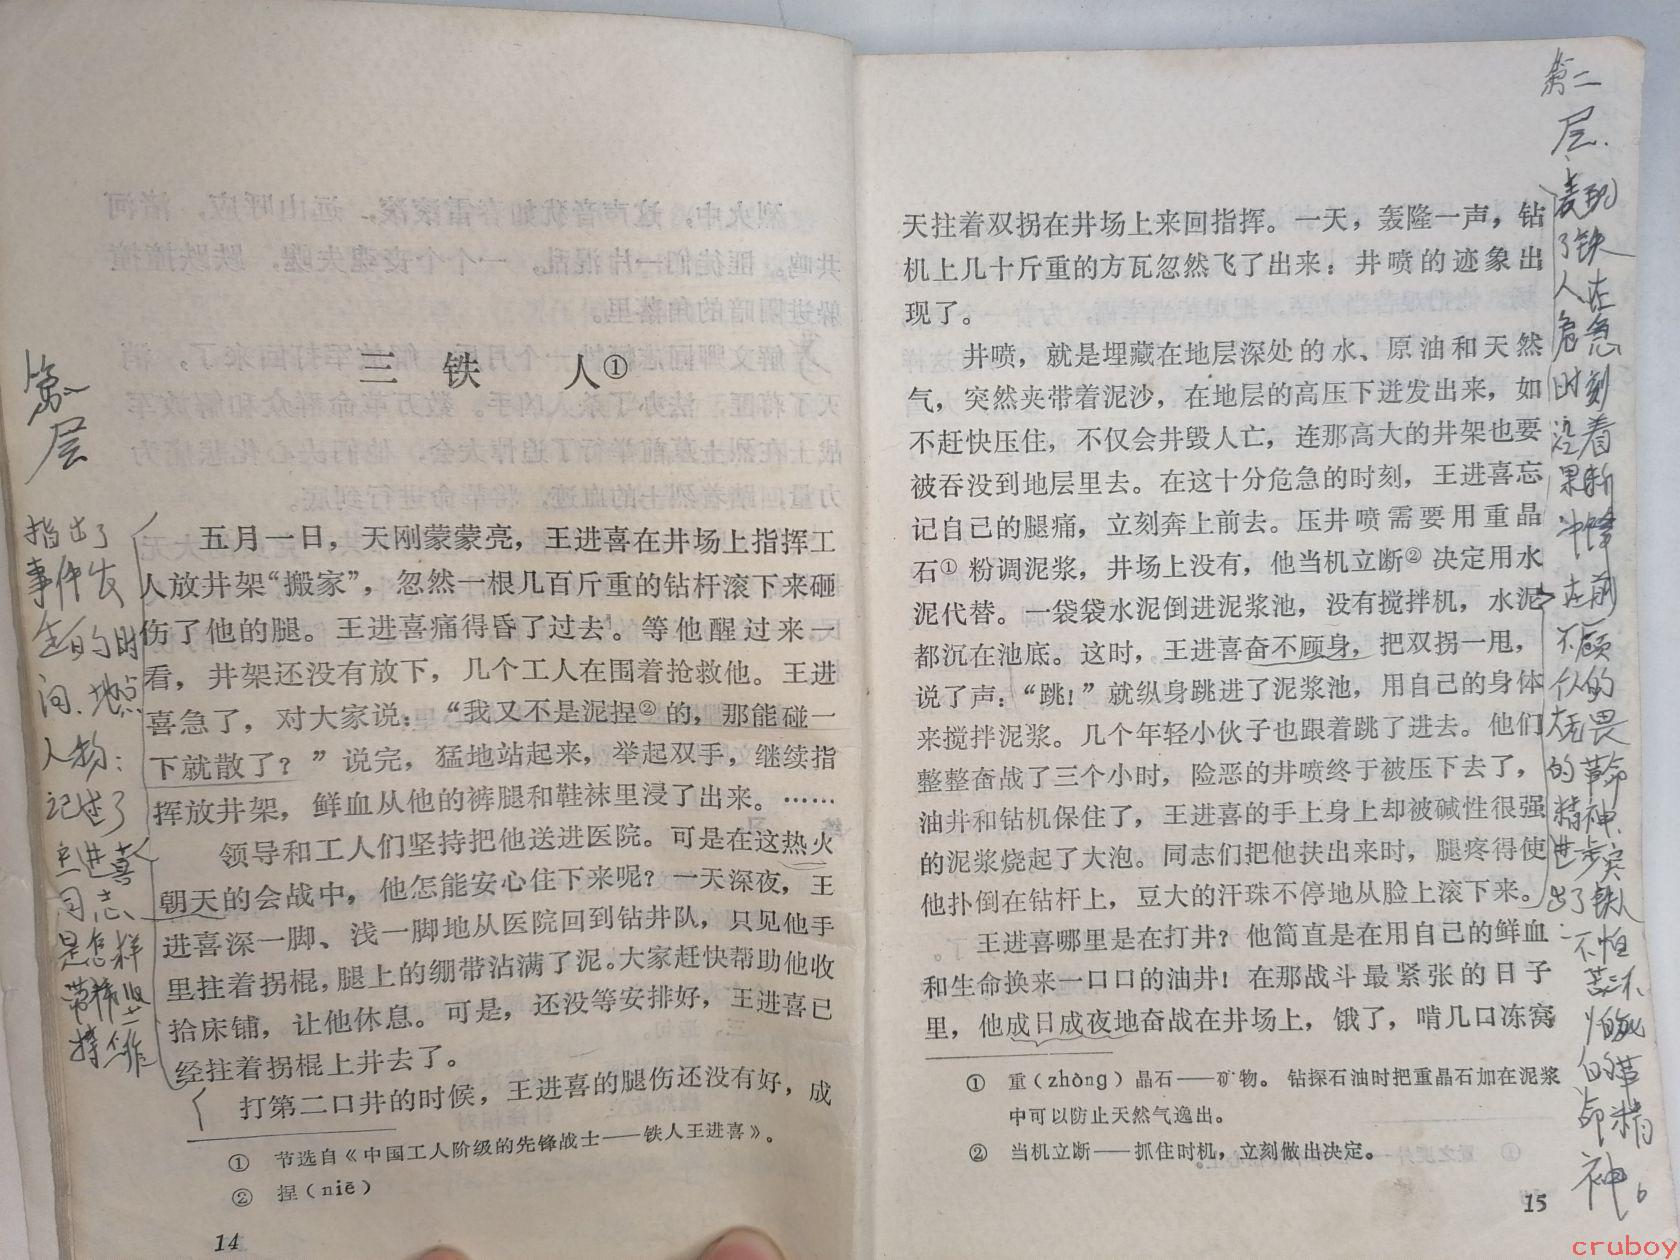 三 铁 人①
第一
层
指出了
事件发
生的时
间、地点
人物：
记述了
王进喜
同志
是怎样
带病坚
持工作
五月一日，天刚蒙蒙亮，王进喜在井场上指挥工
人放井架“搬家”，忽然一根几百斤重的钻杆滚下来砸
伤了他的腿。王进喜痛得昏了过去。等他醒过来一
看，井架还没有放下，几个工人在围着抢救他。王进
喜急了，对大家说：“我又不是泥捏②的，那能碰一
下就散了？”说完，猛地站起来，举起双手，继续指
挥放井架，鲜血从他的裤腿和鞋袜里浸了出来。……
领导和工人们坚持把他送进医院。可是在这热火
朝天的会战中，他怎能安心住下来呢？一天深夜，王
进喜深一脚、浅一脚地从医院回到钻井队，只见他手
里拄着拐棍，腿上的绷带沾满了泥。大家赶快帮助他收
拾床铺，让他休息。可是，还没等安排好，王进喜已
经拄着拐棍上井去了。
打第二口井的时候，王进喜的腿伤还没有好，成
① 节选自《中国工人阶级的先锋战士——铁人王进喜》。
② 捏（niē）
14
天拄着双拐在井场上来回指挥。一天，轰隆一声，钻
机上几十斤重的方瓦忽然飞了出来：井喷的迹象出
现了。
井喷，就是埋藏在地层深处的水、原油和天然
气，突然夹带着泥沙，在地层的高压下迸发出来，如
不赶快压住，不仅会井毁人亡，连那高大的井架也要
被吞没到地层里去。在这十分危急的时刻，王进喜忘
记自己的腿痛，立刻奔上前去。压井喷需要用重晶
石①粉调泥浆，井场上没有，他当机立断②决定用水
泥代替。一袋袋水泥倒进泥浆池，没有搅拌机，水泥
都沉在池底。这时，王进喜奋不顾身，把双拐一甩，
说了声：“跳！”就纵身跳进了泥浆池，用自己的身体
来搅拌泥浆。几个年轻小伙子也跟着跳了进去。他们
整整奋战了三个小时，险恶的井喷终于被压下去了，
油井和钻机保住了，王进喜的手上身上却被碱性很强
的泥浆烧起了大泡。同志们把他扶出来时，腿疼得使
他扑倒在钻杆上，豆大的汗珠不停地从脸上滚下来。
王进喜哪里是在打井？他简直是在用自己的鲜血
和生命换来一口口的油井！在那战斗最紧张的日子
里，他成日成夜地奋战在井场上，饿了，啃几口冻窝
① 重（zhòng）晶石——矿物。钻探石油时把重晶石加在泥浆
中可以防止天然气逸出。
② 当机立断——抓住时机，立刻做出决定。
15
第二
层.
表现
了铁
人在
危急
时刻
沉着
果断
冲锋
在前
不顾
个人的
大无畏
的革命
精神.
进步突
出了铁人
一不怕
苦二不
怕死
的革
命精
神。
cruboy